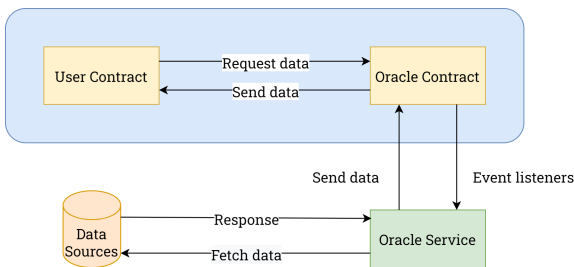 User Contract
Request data
Oracle Contract
Send data
Send data
Event listeners
Data
Sources
Response
Oracle Service
Fetch data